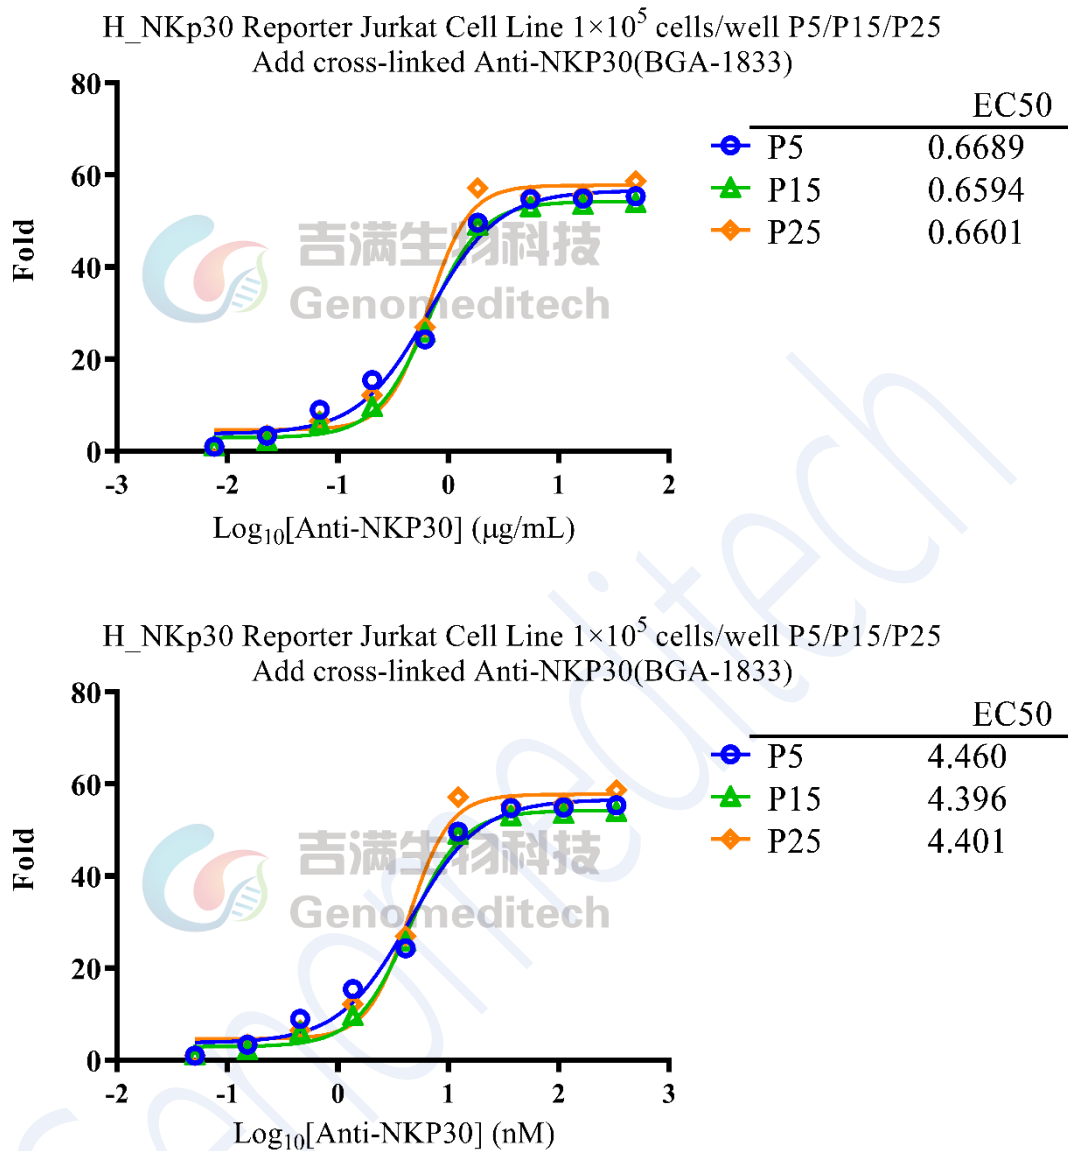 H_NKp30 Reporter Jurkat Cell Line 1×10⁵ cells/well P5/P15/P25
Add cross-linked Anti-NKP30(BGA-1833)
80
60
40
20
0
Fold
-3 -2 -1 0 1 2
Log₁₀[Anti-NKP30] (μg/mL)
EC50
P5 0.6689
P15 0.6594
P25 0.6601
吉满生物科技
Genomeditech
H_NKp30 Reporter Jurkat Cell Line 1×10⁵ cells/well P5/P15/P25
Add cross-linked Anti-NKP30(BGA-1833)
80
60
40
20
0
Fold
-2 -1 0 1 2 3
Log₁₀[Anti-NKP30] (nM)
EC50
P5 4.460
P15 4.396
P25 4.401
吉满生物科技
Genomeditech
Genomeditech